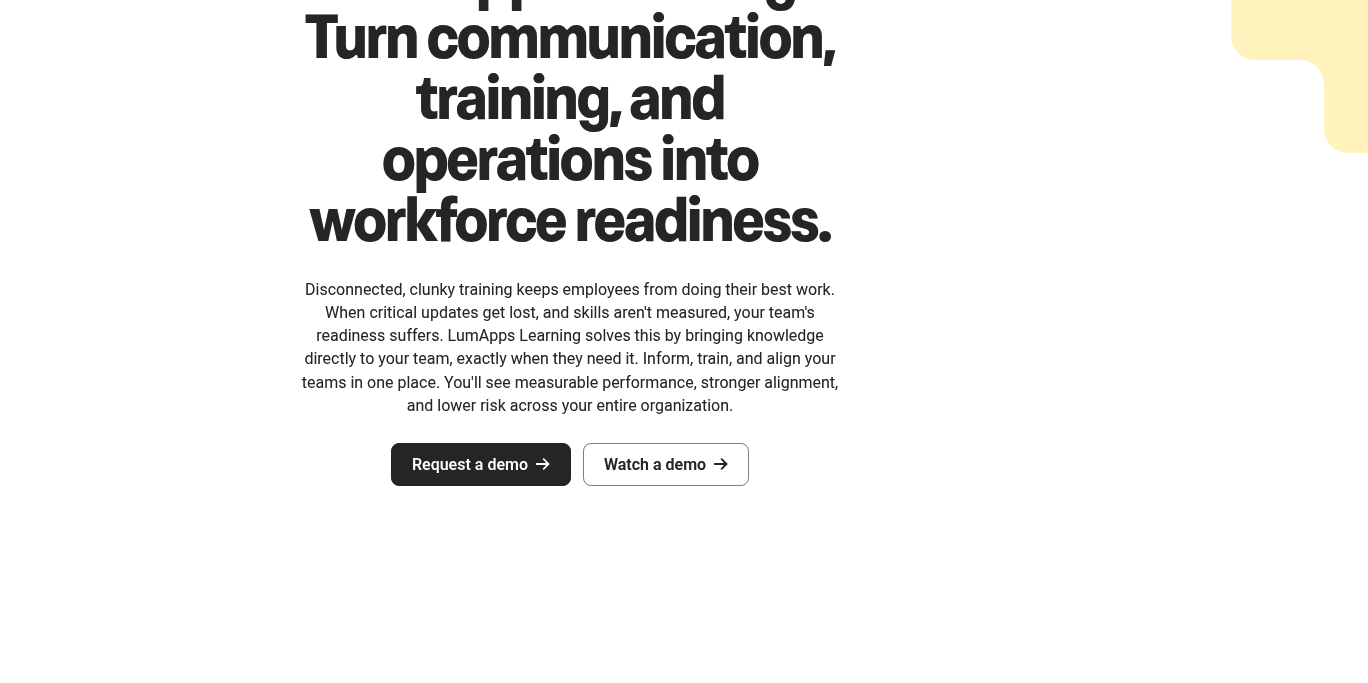 Turn communication,
training, and
operations into
workforce readiness.
Disconnected, clunky training keeps employees from doing their best work.
When critical updates get lost, and skills aren't measured, your team's
readiness suffers. LumApps Learning solves this by bringing knowledge
directly to your team, exactly when they need it. Inform, train, and align your
teams in one place. You'll see measurable performance, stronger alignment,
and lower risk across your entire organization.
Request a demo →
Watch a demo →